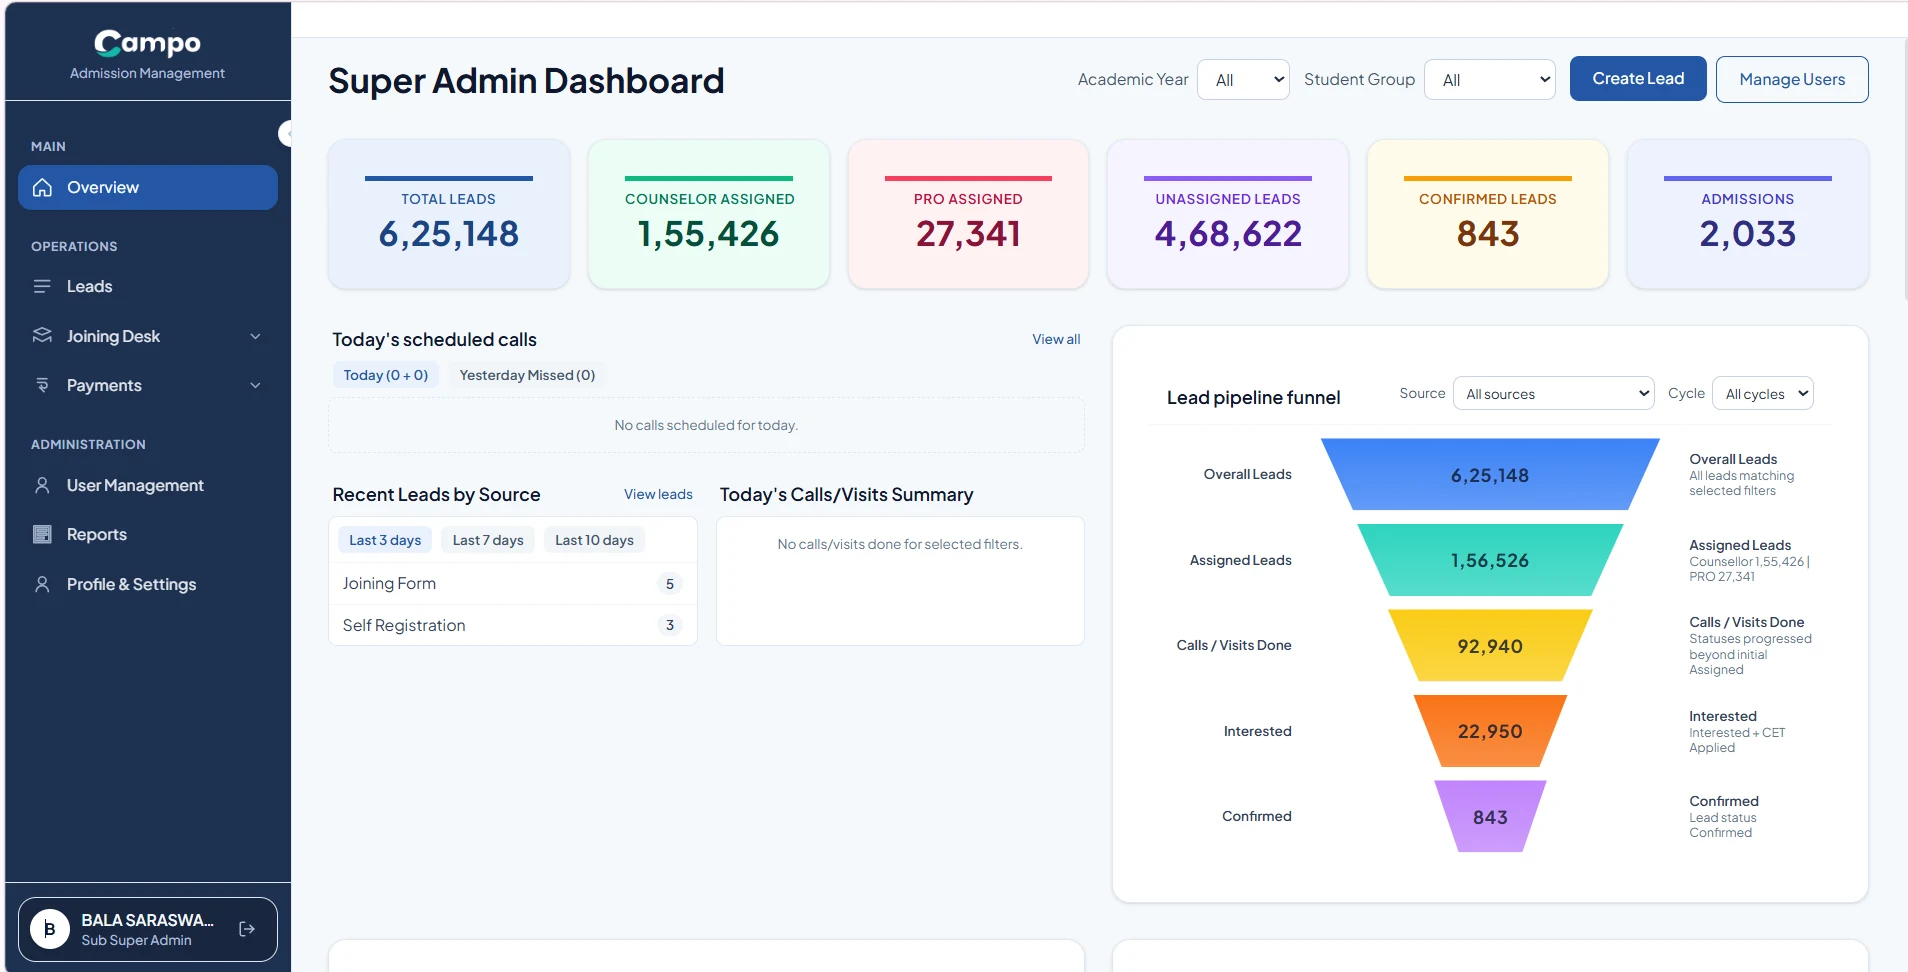 Campo
Admission Management
MAIN
Overview
OPERATIONS
Leads
Joining Desk
Payments
ADMINISTRATION
User Management
Reports
Profile & Settings
B
BALA SARASWA...
Sub Super Admin
Super Admin Dashboard
Academic Year
All
Student Group
All
Create Lead
Manage Users
TOTAL LEADS
6,25,148
COUNSELOR ASSIGNED
1,55,426
PRO ASSIGNED
27,341
UNASSIGNED LEADS
4,68,622
CONFIRMED LEADS
843
ADMISSIONS
2,033
Today's scheduled calls
View all
Today (0 + 0)
Yesterday Missed (0)
No calls scheduled for today.
Recent Leads by Source
View leads
Last 3 days
Last 7 days
Last 10 days
Joining Form
5
Self Registration
3
Today's Calls/Visits Summary
No calls/visits done for selected filters.
Lead pipeline funnel
Source
All sources
Cycle
All cycles
Overall Leads
6,25,148
Overall Leads
All leads matching
selected filters
Assigned Leads
1,56,526
Assigned Leads
Counsellor 1,55,426 |
PRO 27,341
Calls / Visits Done
92,940
Calls / Visits Done
Statuses progressed
beyond initial
Assigned
Interested
22,950
Interested
Interested + CET
Applied
Confirmed
843
Confirmed
Lead status
Confirmed